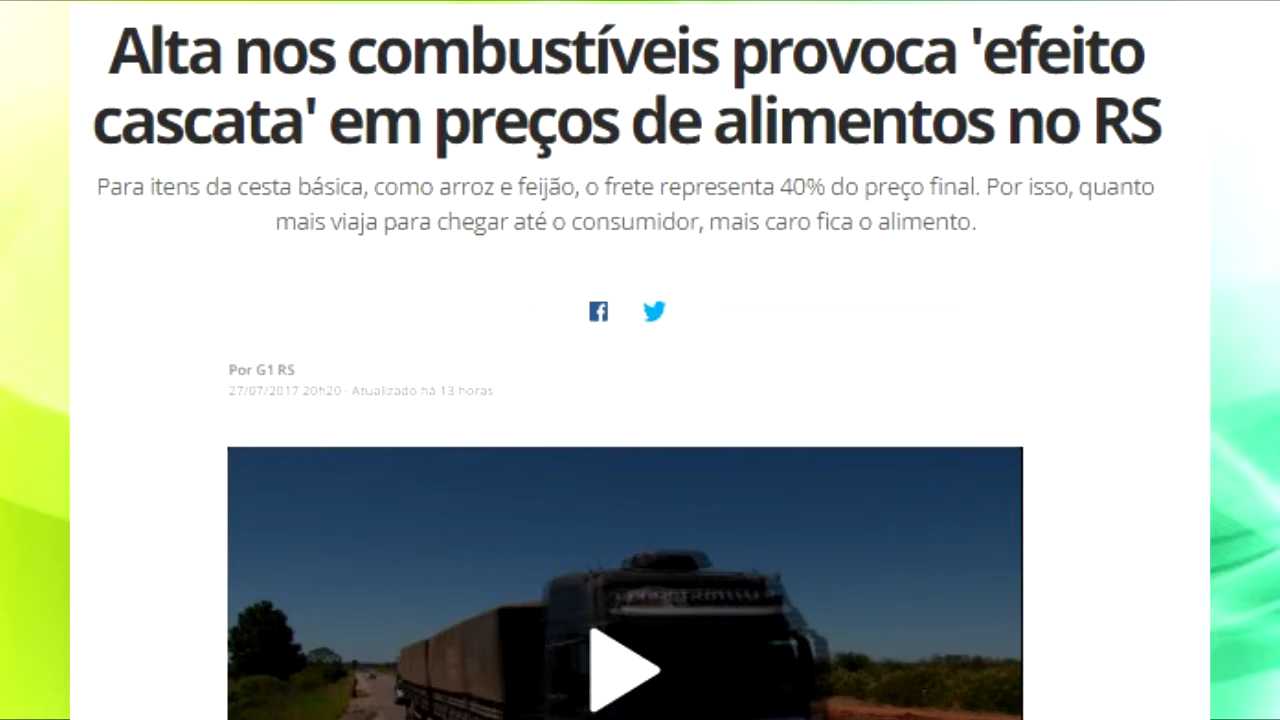 Alta nos combustíveis provoca 'efeito
cascata' em preços de alimentos no RS
Para itens da cesta básica, como arroz e feijão, o frete representa 40% do preço final. Por isso, quanto
mais viaja para chegar até o consumidor, mais caro fica o alimento.
Por G1 RS
27/07/2017 20h20 · Atualizado há 13 horas